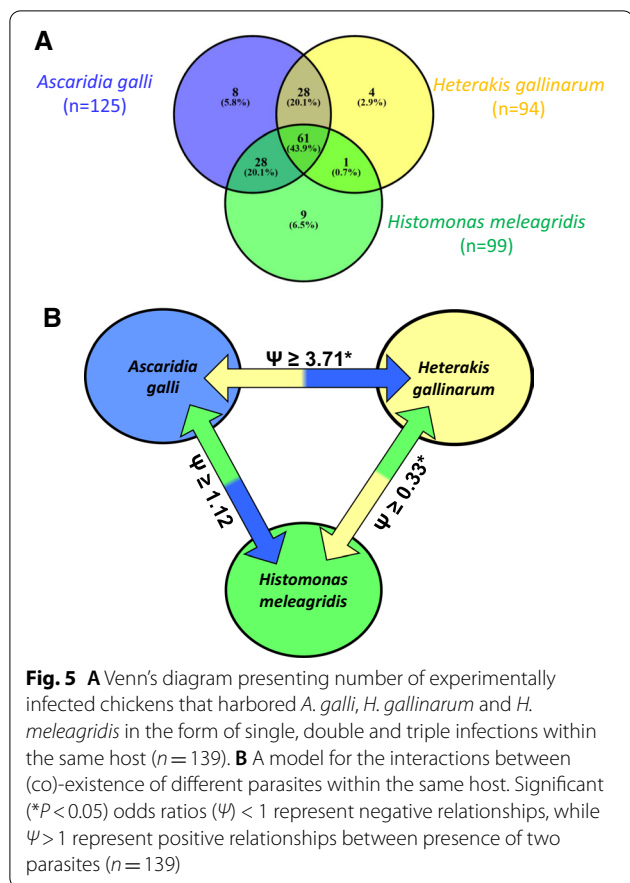 A
Ascaridia galli
(n=125)
Heterakis gallinarum
(n=94)
8
(5.8%)
28
(20.1%)
4
(2.9%)
61
(43.9%)
28
(20.1%)
1
(0.7%)
9
(6.5%)
Histomonas meleagridis
(n=99)
B
Ascaridia
galli
Ψ ≥ 3.71*
Heterakis
gallinarum
Ψ ≥ 1.12
Ψ ≥ 0.33*
Histomonas
meleagridis
Fig. 5 A Venn's diagram presenting number of experimentally
infected chickens that harbored A. galli, H. gallinarum and H.
meleagridis in the form of single, double and triple infections within
the same host (n = 139). B A model for the interactions between
(co)-existence of different parasites within the same host. Significant
(*P < 0.05) odds ratios (Ψ) < 1 represent negative relationships, while
Ψ > 1 represent positive relationships between presence of two
parasites (n = 139)